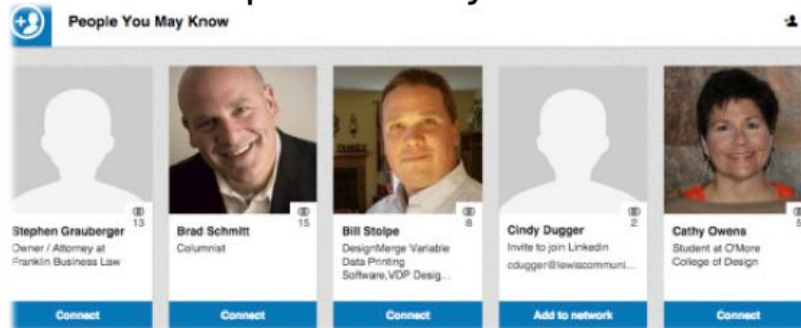 People You May Know
13
Stephen Grauberger
Owner / Attorney at
Franklin Business Law
Connect
15
Brad Schmitt
Columnist
Connect
8
Bill Stolpe
DesignMerge Variable
Data Printing
Software,VDP Desig...
Connect
2
Cindy Dugger
Invite to join LinkedIn
cdugger@lewiscommuni...
Add to network
Cathy Owens
Student at O'More
College of Design
Connect